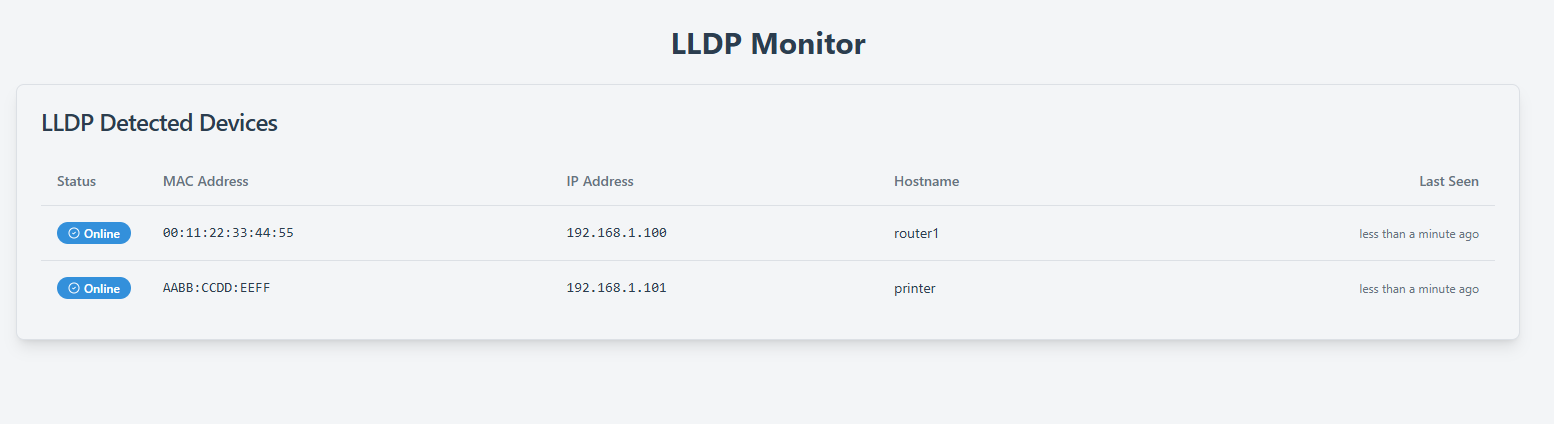 LLDP Monitor
LLDP Detected Devices
Status MAC Address IP Address Hostname Last Seen
Online 00:11:22:33:44:55 192.168.1.100 router1 less than a minute ago
Online AABB:CCDD:EEFF 192.168.1.101 printer less than a minute ago